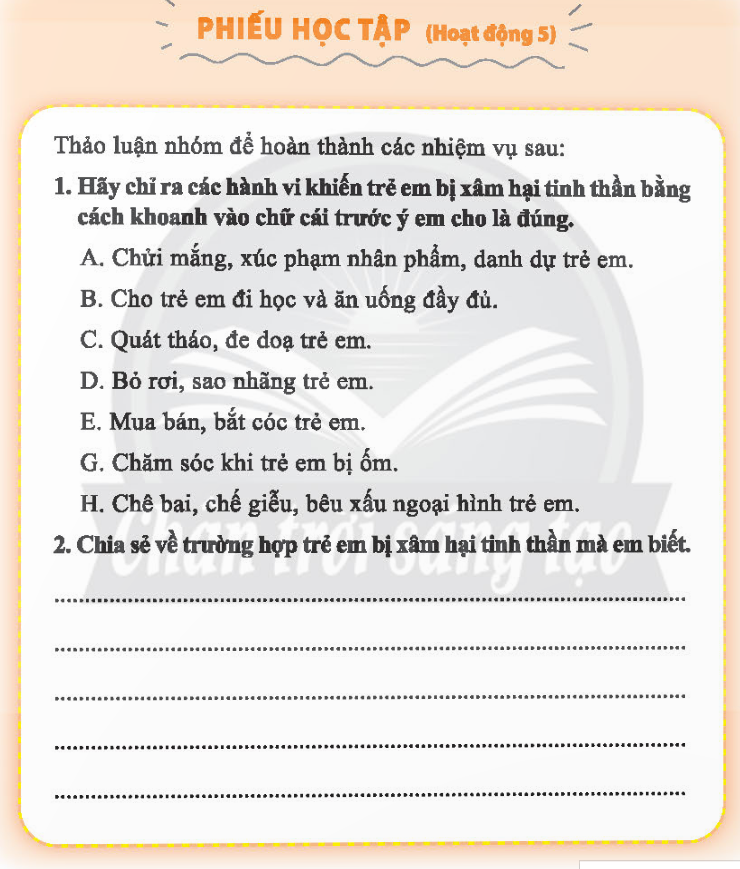 PHIẾU HỌC TẬP (Hoạt động 5)
Thảo luận nhóm để hoàn thành các nhiệm vụ sau:
1. Hãy chỉ ra các hành vi khiến trẻ em bị xâm hại tinh thần bằng
cách khoanh vào chữ cái trước ý em cho là đúng.
A. Chửi mắng, xúc phạm nhân phẩm, danh dự trẻ em.
B. Cho trẻ em đi học và ăn uống đầy đủ.
C. Quát tháo, đe doạ trẻ em.
D. Bỏ rơi, sao nhãng trẻ em.
E. Mua bán, bắt cóc trẻ em.
G. Chăm sóc khi trẻ em bị ốm.
H. Chê bai, chế giễu, bêu xấu ngoại hình trẻ em.
Chân trời sáng tạo
2. Chia sẻ về trường hợp trẻ em bị xâm hại tinh thần mà em biết.